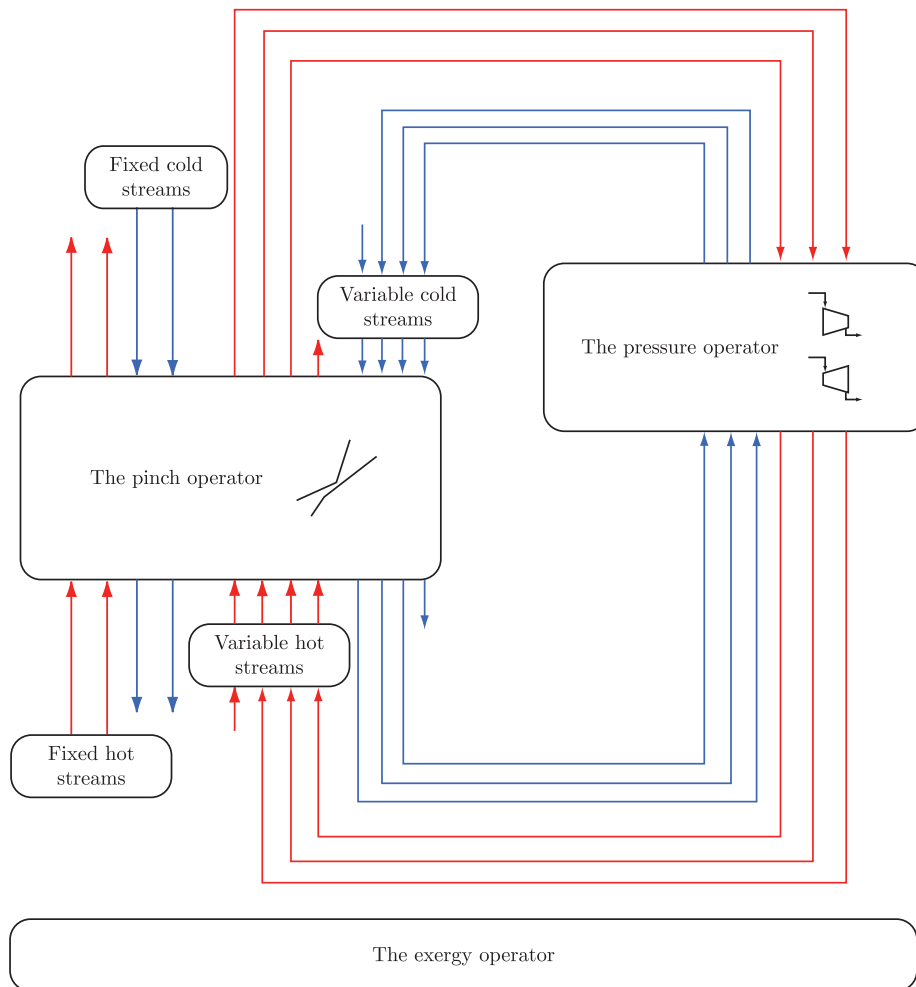 Fixed cold
streams
Variable cold
streams
The pressure operator
The pinch operator
Variable hot
streams
Fixed hot
streams
The exergy operator